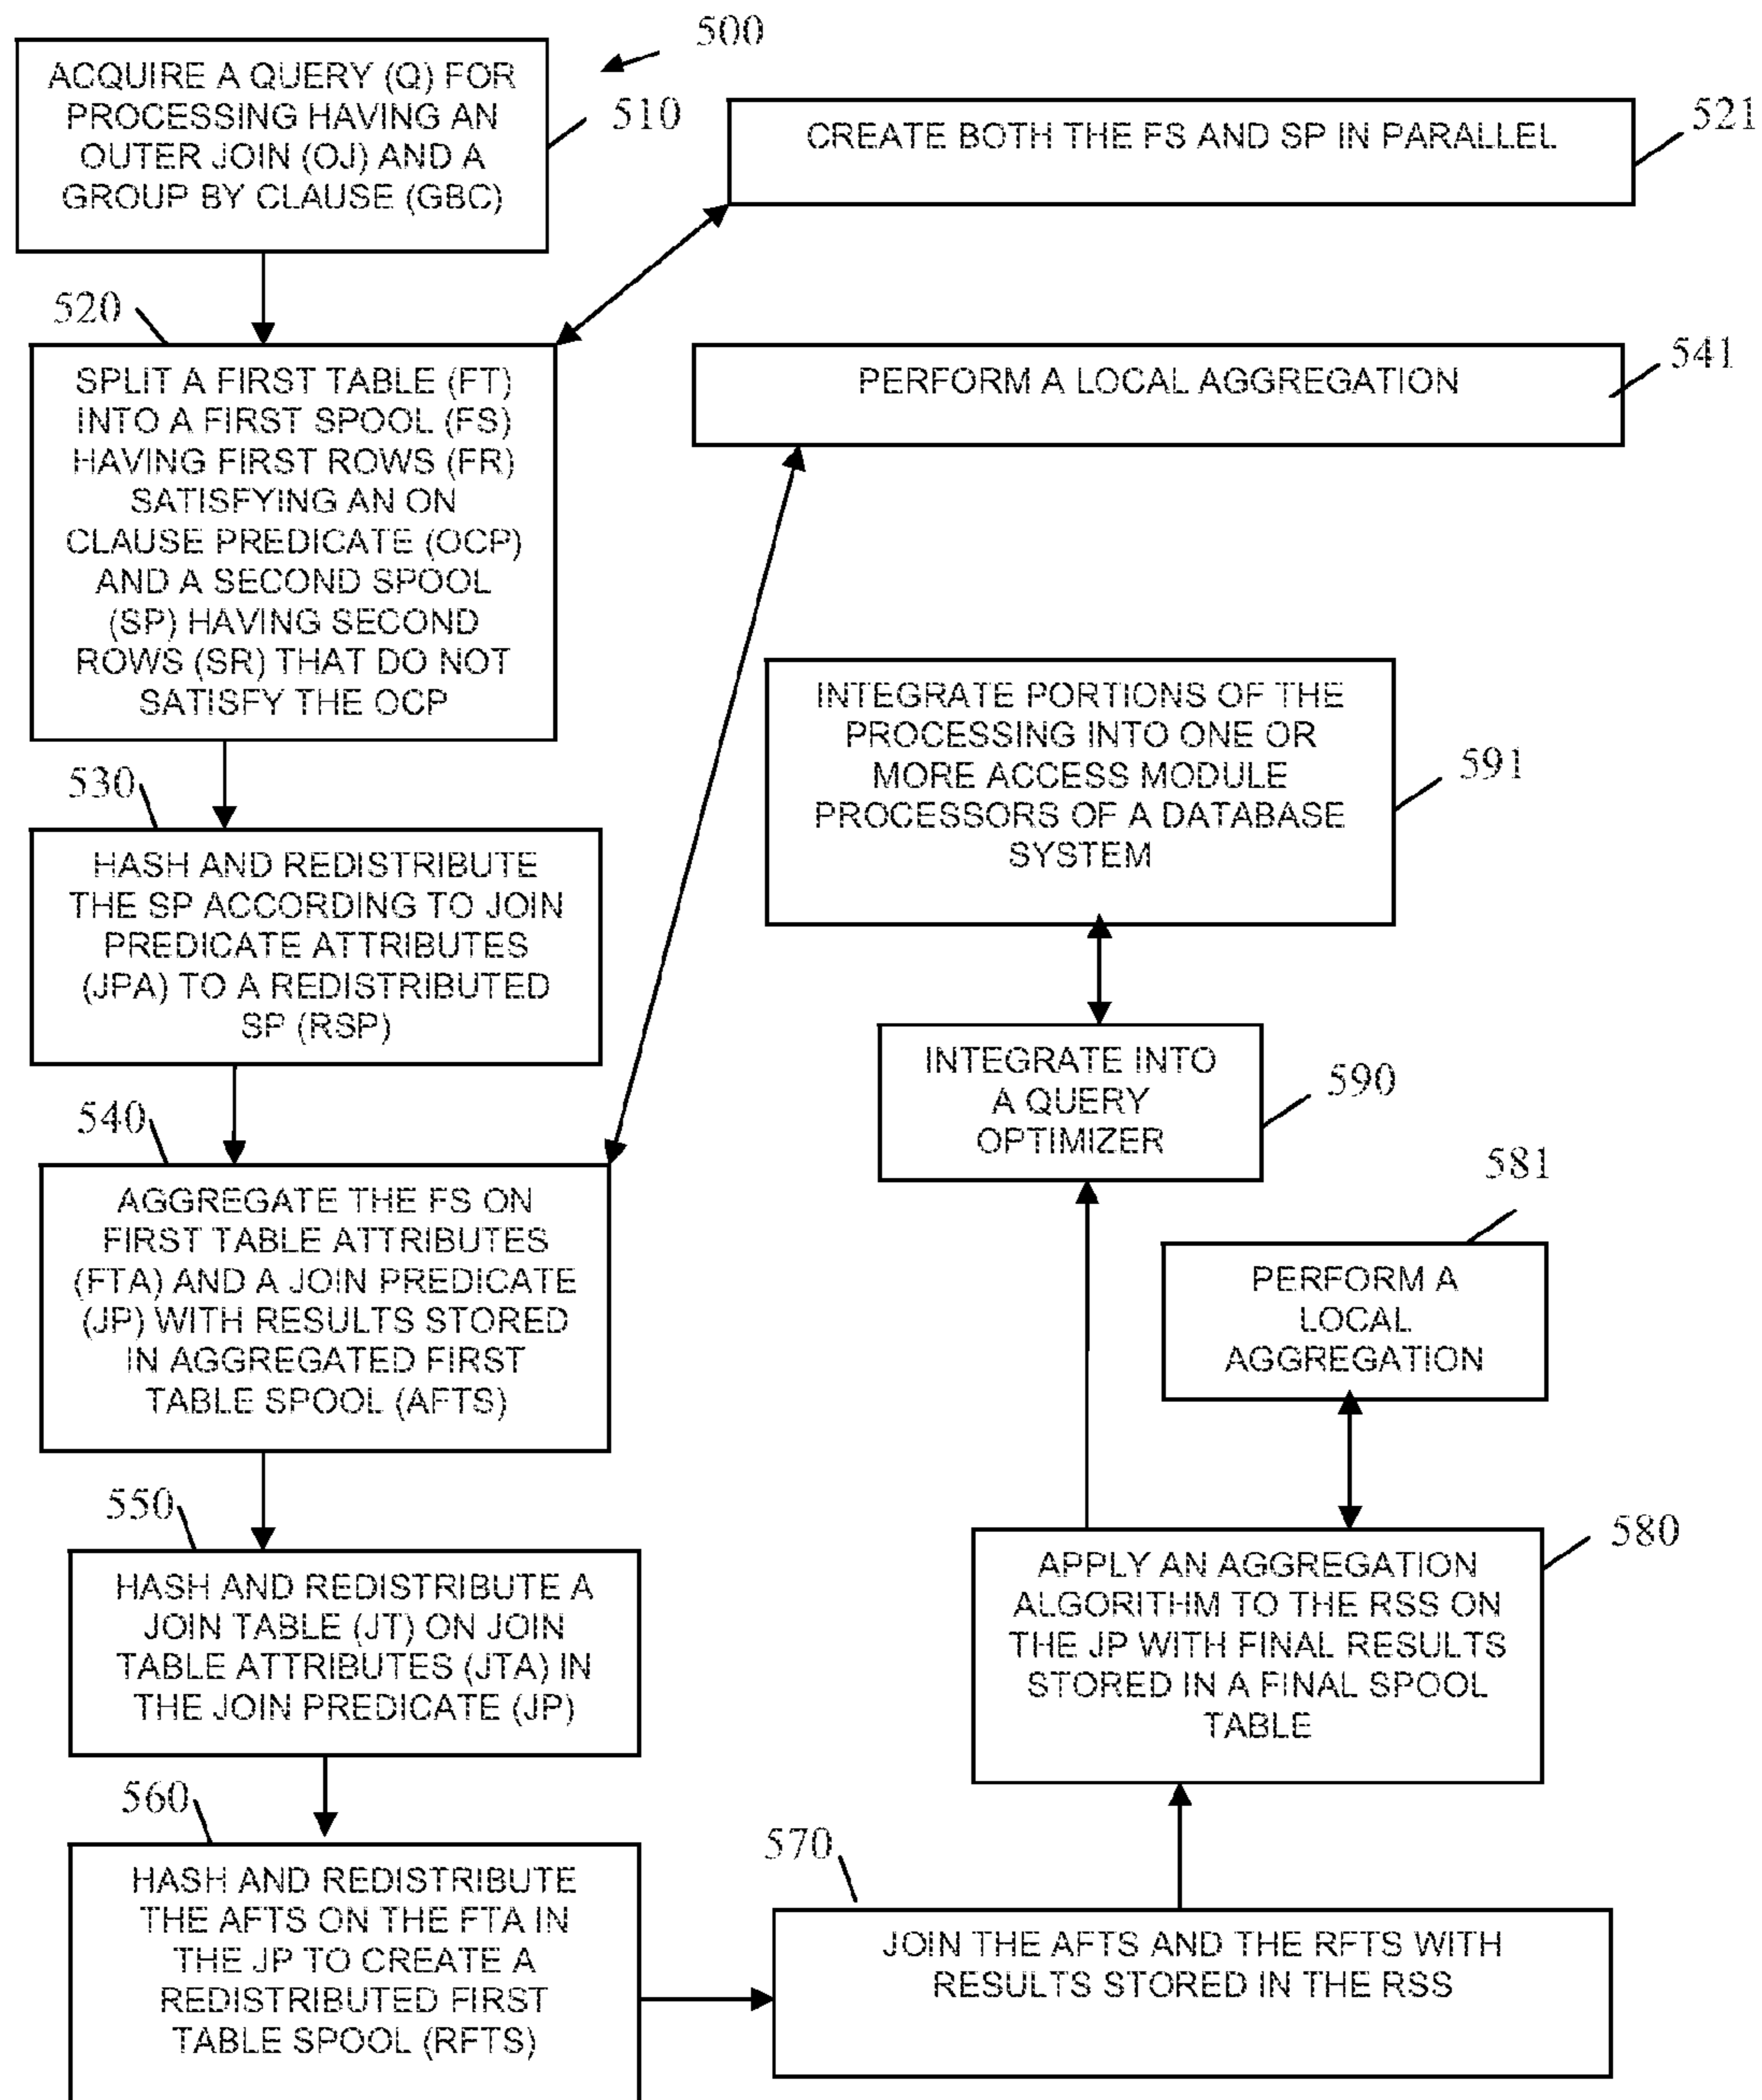 500
ACQUIRE A QUERY (Q) FOR
PROCESSING HAVING AN
OUTER JOIN (OJ) AND A
GROUP BY CLAUSE (GBC)
510
CREATE BOTH THE FS AND SP IN PARALLEL
521
520
SPLIT A FIRST TABLE (FT)
INTO A FIRST SPOOL (FS)
HAVING FIRST ROWS (FR)
SATISFYING AN ON
CLAUSE PREDICATE (OCP)
AND A SECOND SPOOL
(SP) HAVING SECOND
ROWS (SR) THAT DO NOT
SATISFY THE OCP
PERFORM A LOCAL AGGREGATION
541
530
HASH AND REDISTRIBUTE
THE SP ACCORDING TO JOIN
PREDICATE ATTRIBUTES
(JPA) TO A REDISTRIBUTED
SP (RSP)
INTEGRATE PORTIONS OF THE
PROCESSING INTO ONE OR
MORE ACCESS MODULE
PROCESSORS OF A DATABASE
SYSTEM
591
540
AGGREGATE THE FS ON
FIRST TABLE ATTRIBUTES
(FTA) AND A JOIN PREDICATE
(JP) WITH RESULTS STORED
IN AGGREGATED FIRST
TABLE SPOOL (AFTS)
INTEGRATE INTO
A QUERY
OPTIMIZER
590
581
PERFORM A
LOCAL
AGGREGATION
550
HASH AND REDISTRIBUTE A
JOIN TABLE (JT) ON JOIN
TABLE ATTRIBUTES (JTA) IN
THE JOIN PREDICATE (JP)
580
APPLY AN AGGREGATION
ALGORITHM TO THE RSS ON
THE JP WITH FINAL RESULTS
STORED IN A FINAL SPOOL
TABLE
560
HASH AND REDISTRIBUTE
THE AFTS ON THE FTA IN
THE JP TO CREATE A
REDISTRIBUTED FIRST
TABLE SPOOL (RFTS)
570
JOIN THE AFTS AND THE RFTS WITH
RESULTS STORED IN THE RSS